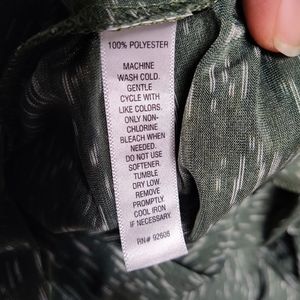 100% POLYESTER
MACHINE
WASH COLD.
GENTLE
CYCLE WITH
LIKE COLORS.
ONLY NON-
CHLORINE
BLEACH WHEN
NEEDED.
DO NOT USE
SOFTENER.
TUMBLE
DRY LOW.
REMOVE
PROMPTLY.
COOL IRON
IF NECESSARY.
RN# 92608